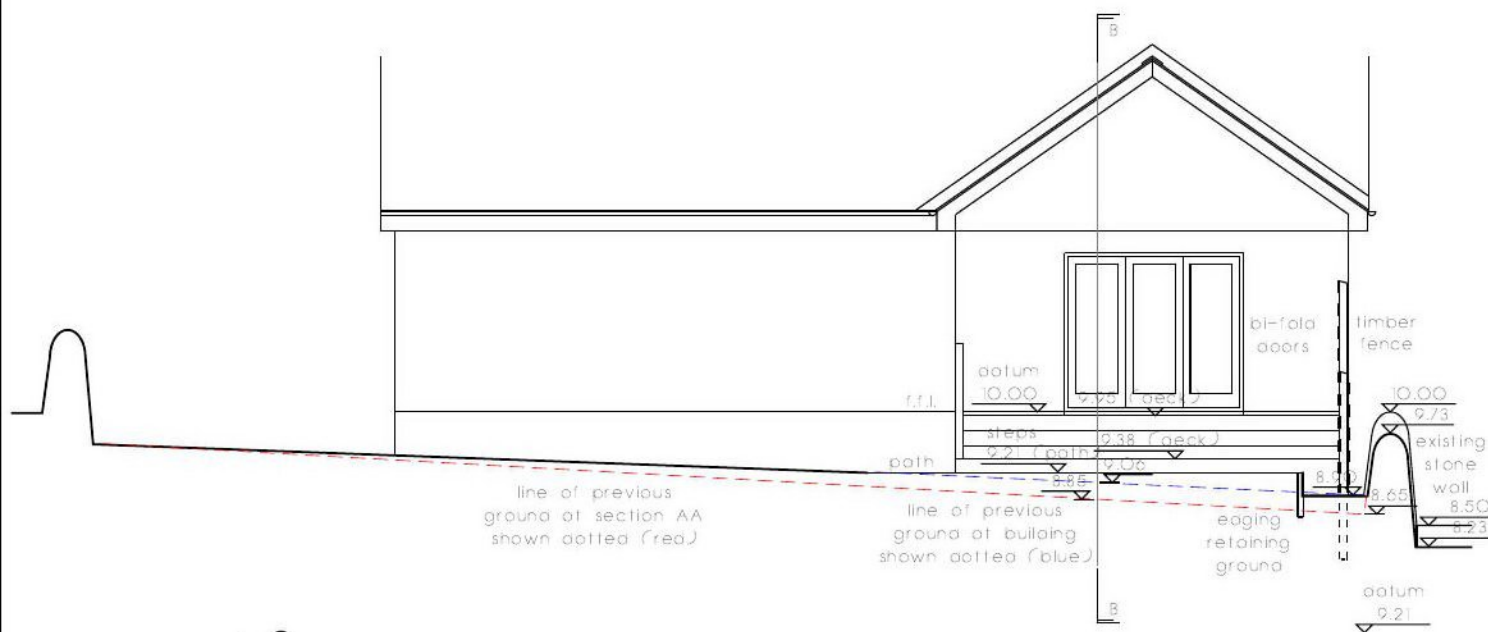 B
bi-fold
doors
timber
fence
datum
10.00
9.95 (deck)
f.f.l.
10.00
9.73
steps
9.21 (path)
9.38 (deck)
existing
stone
wall
path
9.06
8.85
8.90
8.65
8.50
8.23
line of previous
ground at section AA
shown dotted (red)
line of previous
ground at building
shown dotted (blue)
edging
retaining
ground
B
datum
9.21